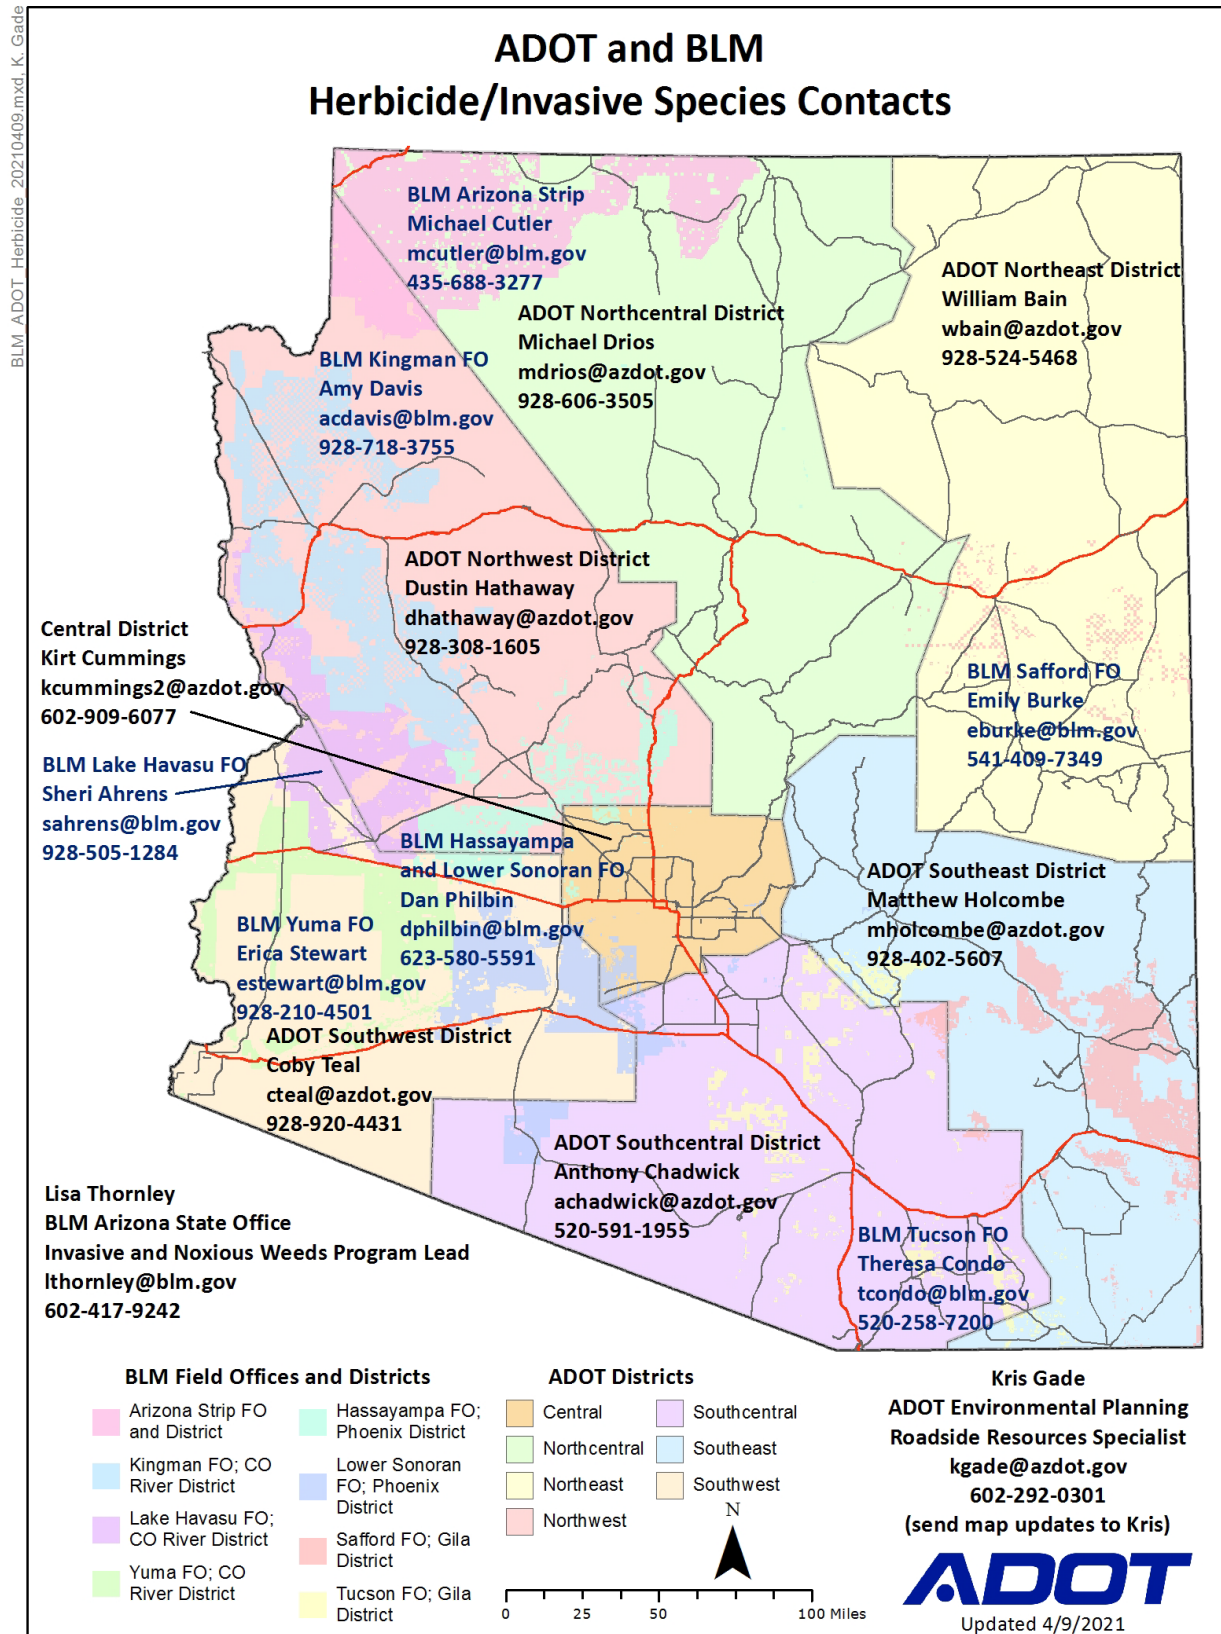 BLM_ADOT_Herbicide_20210409.mxd, K. Gade
ADOT and BLM
Herbicide/Invasive Species Contacts
BLM Arizona Strip
Michael Cutler
mcutler@blm.gov
435-688-3277
ADOT Northeast District
William Bain
wbain@azdot.gov
928-524-5468
ADOT Northcentral District
Michael Drios
mdrios@azdot.gov
928-606-3505
BLM Kingman FO
Amy Davis
acdavis@blm.gov
928-718-3755
ADOT Northwest District
Dustin Hathaway
dhathaway@azdot.gov
928-308-1605
Central District
Kirt Cummings
kcummings2@azdot.gov
602-909-6077
BLM Safford FO
Emily Burke
eburke@blm.gov
541-409-7349
BLM Lake Havasu FO
Sheri Ahrens
sahrens@blm.gov
928-505-1284
BLM Hassayampa
and Lower Sonoran FO
Dan Philbin
dphilbin@blm.gov
623-580-5591
ADOT Southeast District
Matthew Holcombe
mholcombe@azdot.gov
928-402-5607
BLM Yuma FO
Erica Stewart
estewart@blm.gov
928-210-4501
ADOT Southwest District
Coby Teal
cteal@azdot.gov
928-920-4431
ADOT Southcentral District
Anthony Chadwick
achadwick@azdot.gov
520-591-1955
BLM Tucson FO
Theresa Condo
tcondo@blm.gov
520-258-7200
Lisa Thornley
BLM Arizona State Office
Invasive and Noxious Weeds Program Lead
lthornley@blm.gov
602-417-9242
BLM Field Offices and Districts
Arizona Strip FO
and District
Kingman FO; CO
River District
Lake Havasu FO;
CO River District
Yuma FO; CO
River District
Hassayampa FO;
Phoenix District
Lower Sonoran
FO; Phoenix
District
Safford FO; Gila
District
Tucson FO; Gila
District
ADOT Districts
Central
Northcentral
Northeast
Northwest
Southcentral
Southeast
Southwest
N
0 25 50 100 Miles
Kris Gade
ADOT Environmental Planning
Roadside Resources Specialist
kgade@azdot.gov
602-292-0301
(send map updates to Kris)
ADOT
Updated 4/9/2021